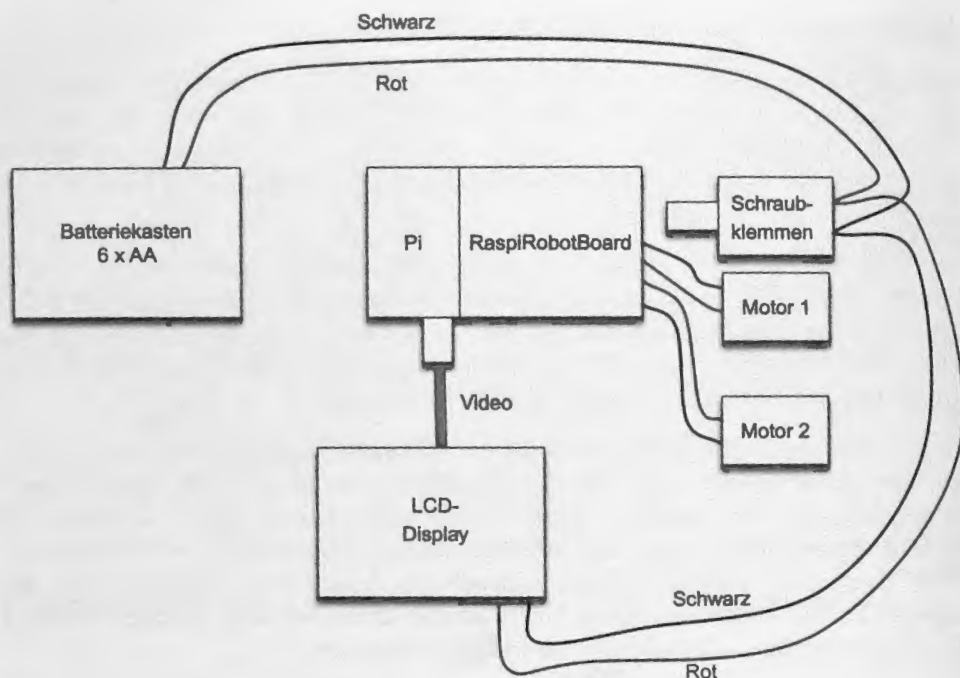 Schwarz
Rot
Batteriekasten
6 x AA
Pi
RaspiRobotBoard
Schraub-
klemmen
Motor 1
Video
Motor 2
LCD-
Display
Schwarz
Rot